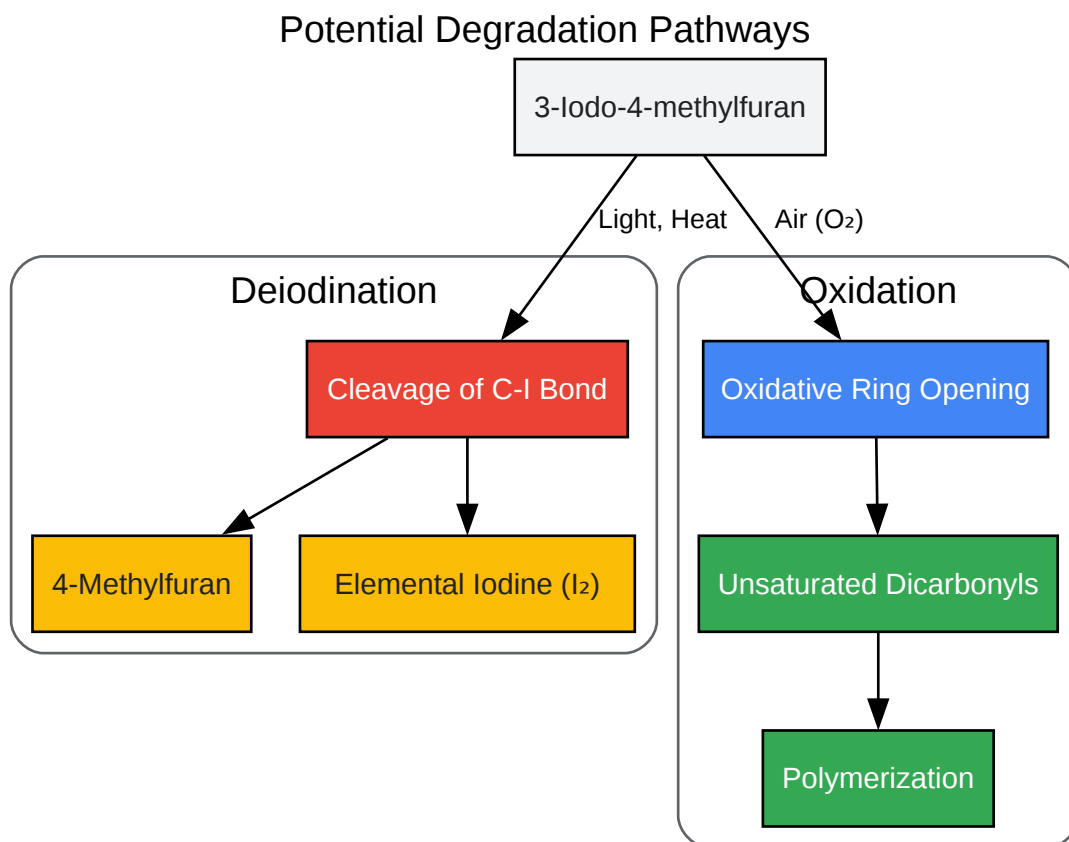 Potential Degradation Pathways
3-Iodo-4-methylfuran
Light, Heat
Air (O₂)
Deiodination
Oxidation
Cleavage of C-I Bond
Oxidative Ring Opening
4-Methylfuran
Elemental Iodine (I₂)
Unsaturated Dicarbonyls
Polymerization